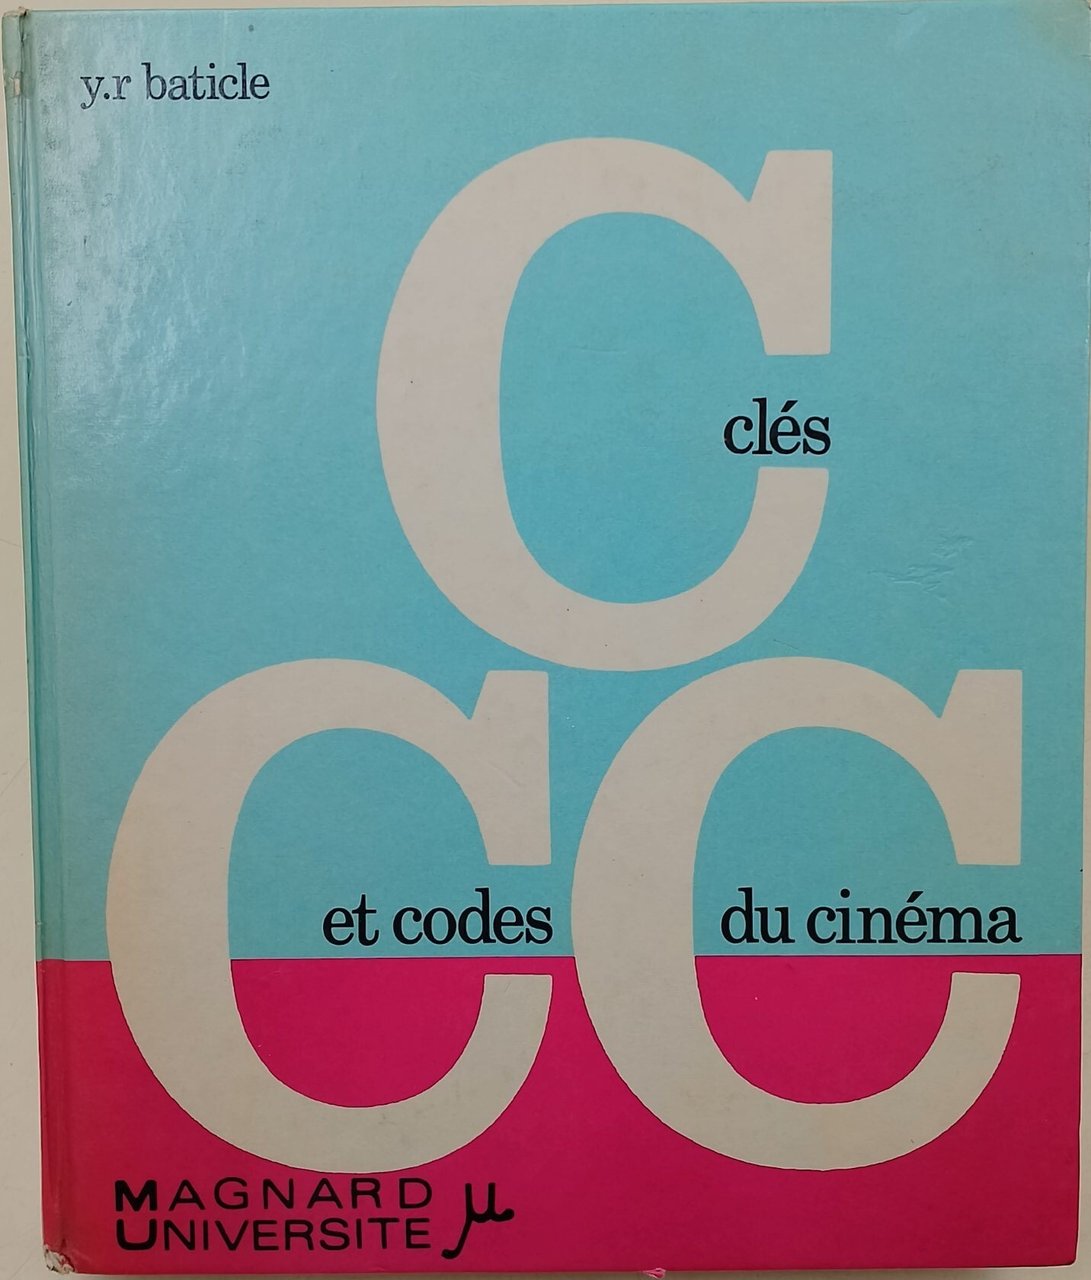 y.r baticle
C
clés
C C
et codes du cinéma
MAGNARD
UNIVERSITE µ